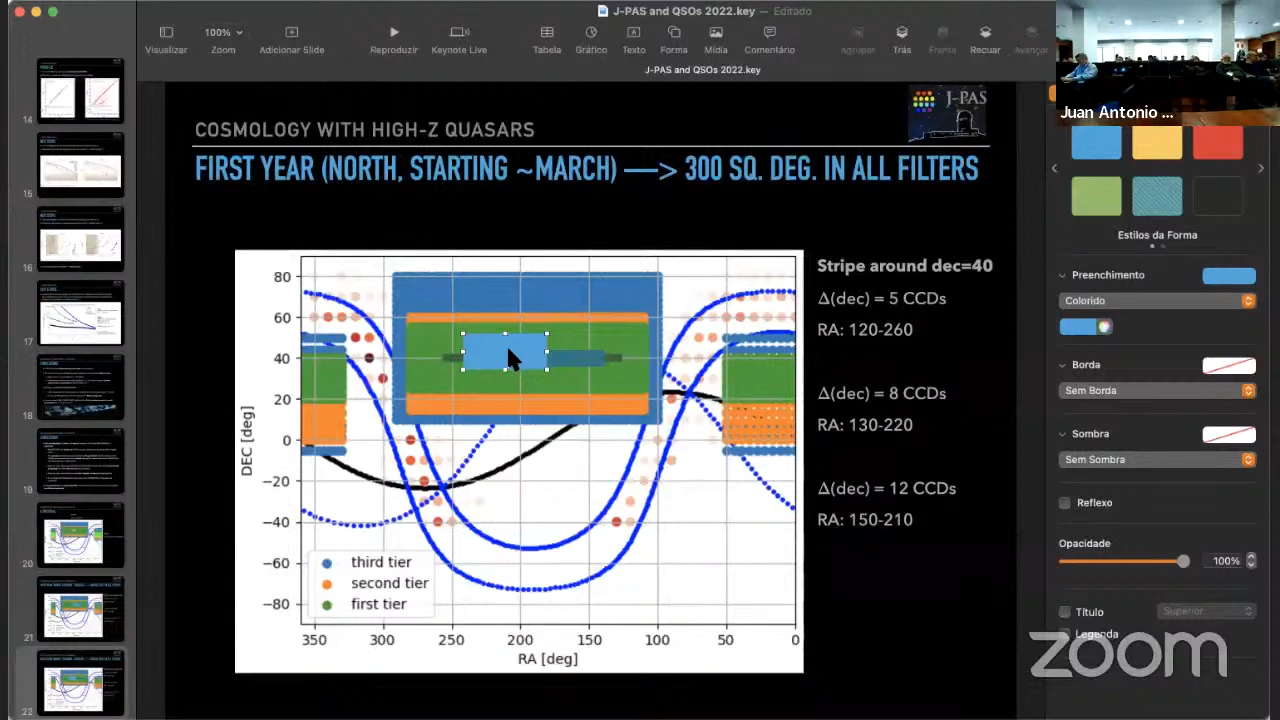 J-PAS and QSOs 2022.key — Editado
Visualizar
100%
Zoom
Adicionar Slide
Reproduzir
Keynote Live
Tabela
Gráfico
Texto
Forma
Mídia
Comentário
Agrupar
Trás
Frente
Recuar
Avançar
J-PAS and QSOs 2022.key
Juan Antonio ...
14
15
16
17
18
19
20
21
22
J-PAS
COSMOLOGY WITH HIGH-Z QUASARS
FIRST YEAR (NORTH, STARTING ~MARCH) —–> 300 SQ. DEG. IN ALL FILTERS
80
60
40
20
0
−20
−40
−60
−80
DEC [deg]
third tier
second tier
first tier
350
300
250
200
150
100
50
0
RA [deg]
Stripe around dec=40
Δ(dec) = 5 CCDs
RA: 120-260
Δ(dec) = 8 CCDs
RA: 130-220
Δ(dec) = 12 CCDs
RA: 150-210
Estilos da Forma
Preenchimento
Colorido
Borda
Sem Borda
Sombra
Sem Sombra
Reflexo
Opacidade
100%
Título
Superior
Legenda
zoom